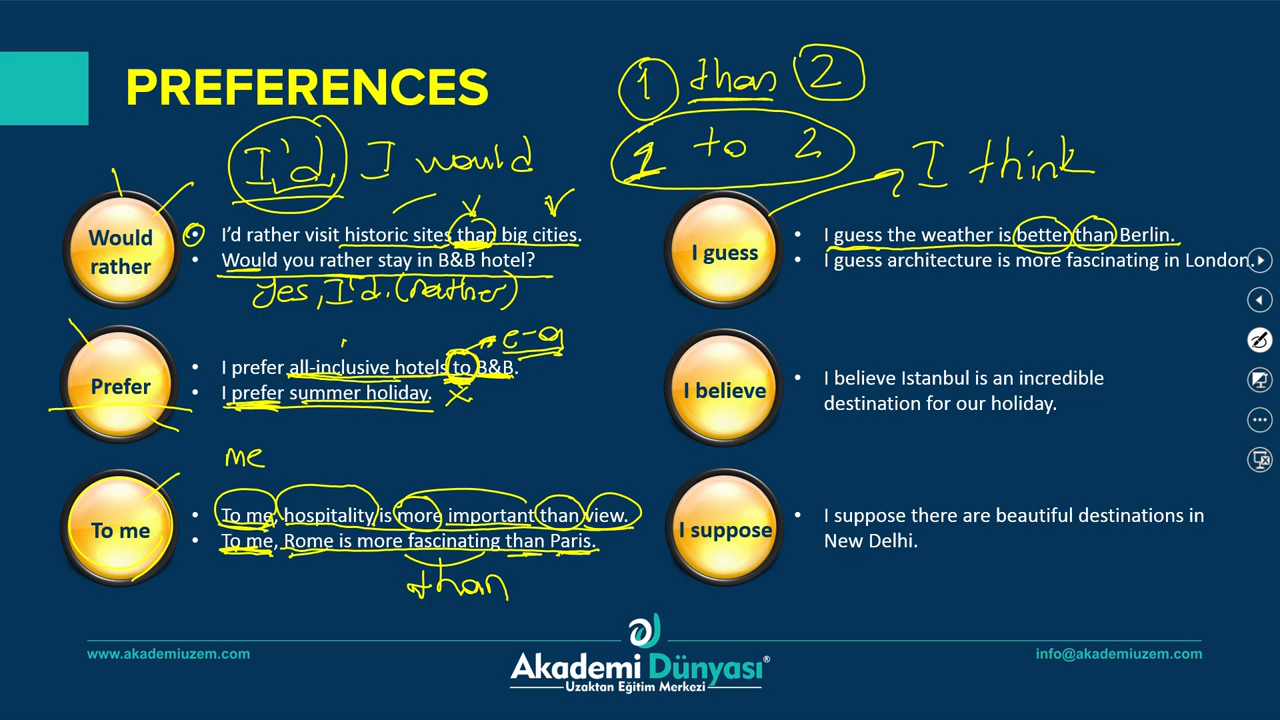 PREFERENCES
1 than 2
1 to 2
I'd, I would
I think
Would rather
• I'd rather visit historic sites than big cities.
• Would you rather stay in B&B hotel?
yes, I'd. (rather)
Prefer
e-a
• I prefer all-inclusive hotels to B&B.
• I prefer summer holiday.
me
To me
• To me, hospitality is more important than view.
• To me, Rome is more fascinating than Paris.
than
I guess
• I guess the weather is better than Berlin.
• I guess architecture is more fascinating in London.
I believe
• I believe Istanbul is an incredible
destination for our holiday.
I suppose
• I suppose there are beautiful destinations in
New Delhi.
www.akademiuzem.com
Akademi Dünyası®
Uzaktan Eğitim Merkezi
info@akademiuzem.com